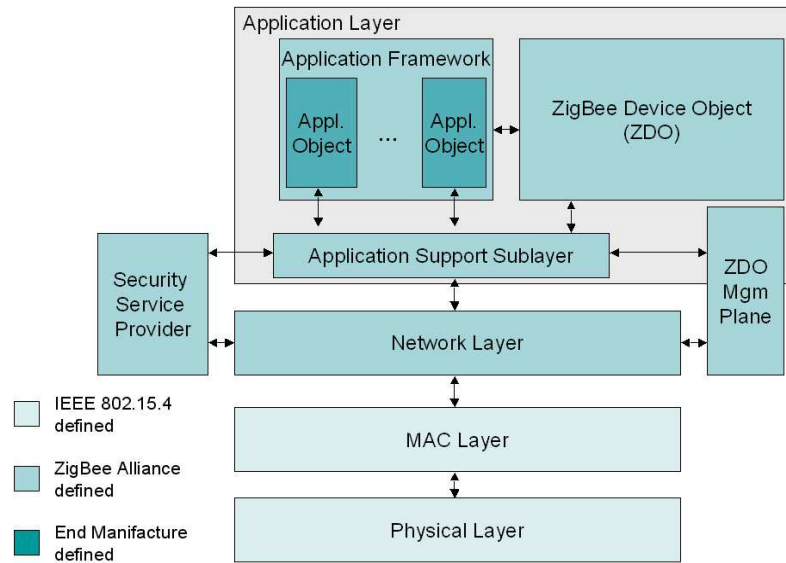 Application Layer
Application Framework
Appl.
Object
...
Appl.
Object
ZigBee Device Object
(ZDO)
Application Support Sublayer
Security
Service
Provider
ZDO
Mgm
Plane
Network Layer
MAC Layer
Physical Layer
IEEE 802.15.4
defined
ZigBee Alliance
defined
End Manifacture
defined